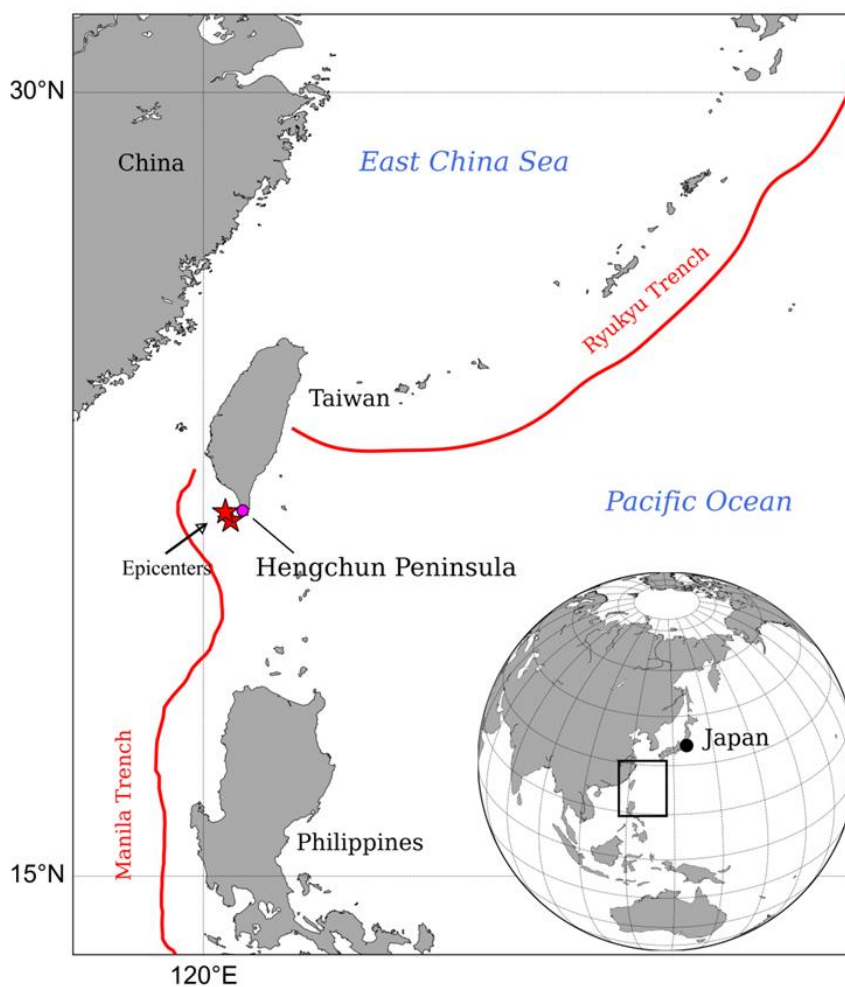 30°N
China
East China Sea
Ryukyu Trench
Taiwan
Pacific Ocean
Epicenters
Hengchun Peninsula
Japan
Manila Trench
Philippines
15°N
120°E